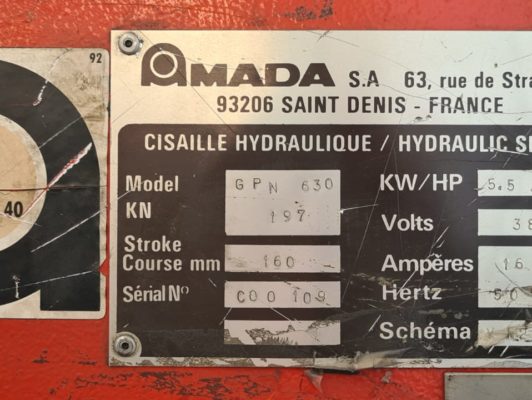 92
40
AMADA S.A 63, rue de Stra
93206 SAINT DENIS - FRANCE
CISAILLE HYDRAULIQUE / HYDRAULIC S
Model GPN 630 KW/HP 5.5
KN 197 Volts 38
Stroke
Course mm 160 Ampères 16
Sérial Nº C00 109 Hertz 50
Schéma